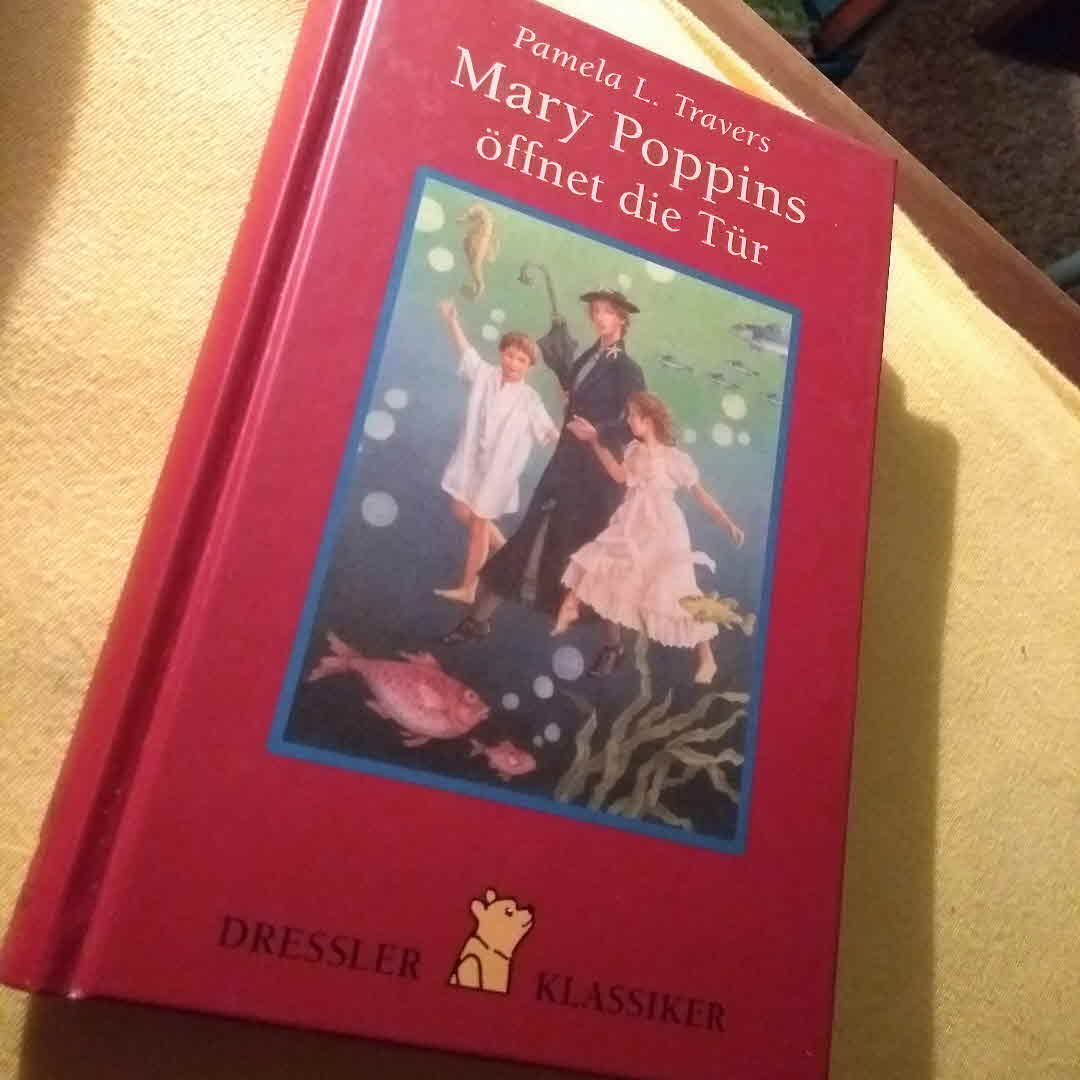 Pamela L. Travers
Mary Poppins
öffnet die Tür
DRESSLER KLASSIKER